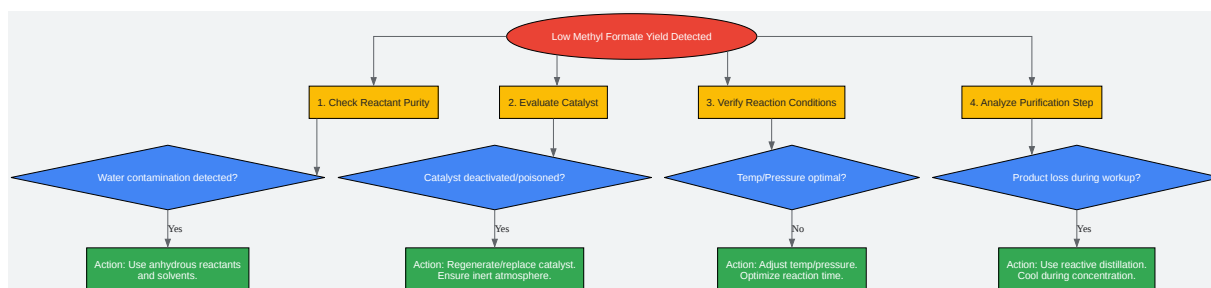 Low Methyl Formate Yield Detected
1. Check Reactant Purity
2. Evaluate Catalyst
3. Verify Reaction Conditions
4. Analyze Purification Step
Water contamination detected?
Catalyst deactivated/poisoned?
Temp/Pressure optimal?
Product loss during workup?
Yes
Yes
No
Yes
Action: Use anhydrous reactants
and solvents.
Action: Regenerate/replace catalyst.
Ensure inert atmosphere.
Action: Adjust temp/pressure.
Optimize reaction time.
Action: Use reactive distillation.
Cool during concentration.